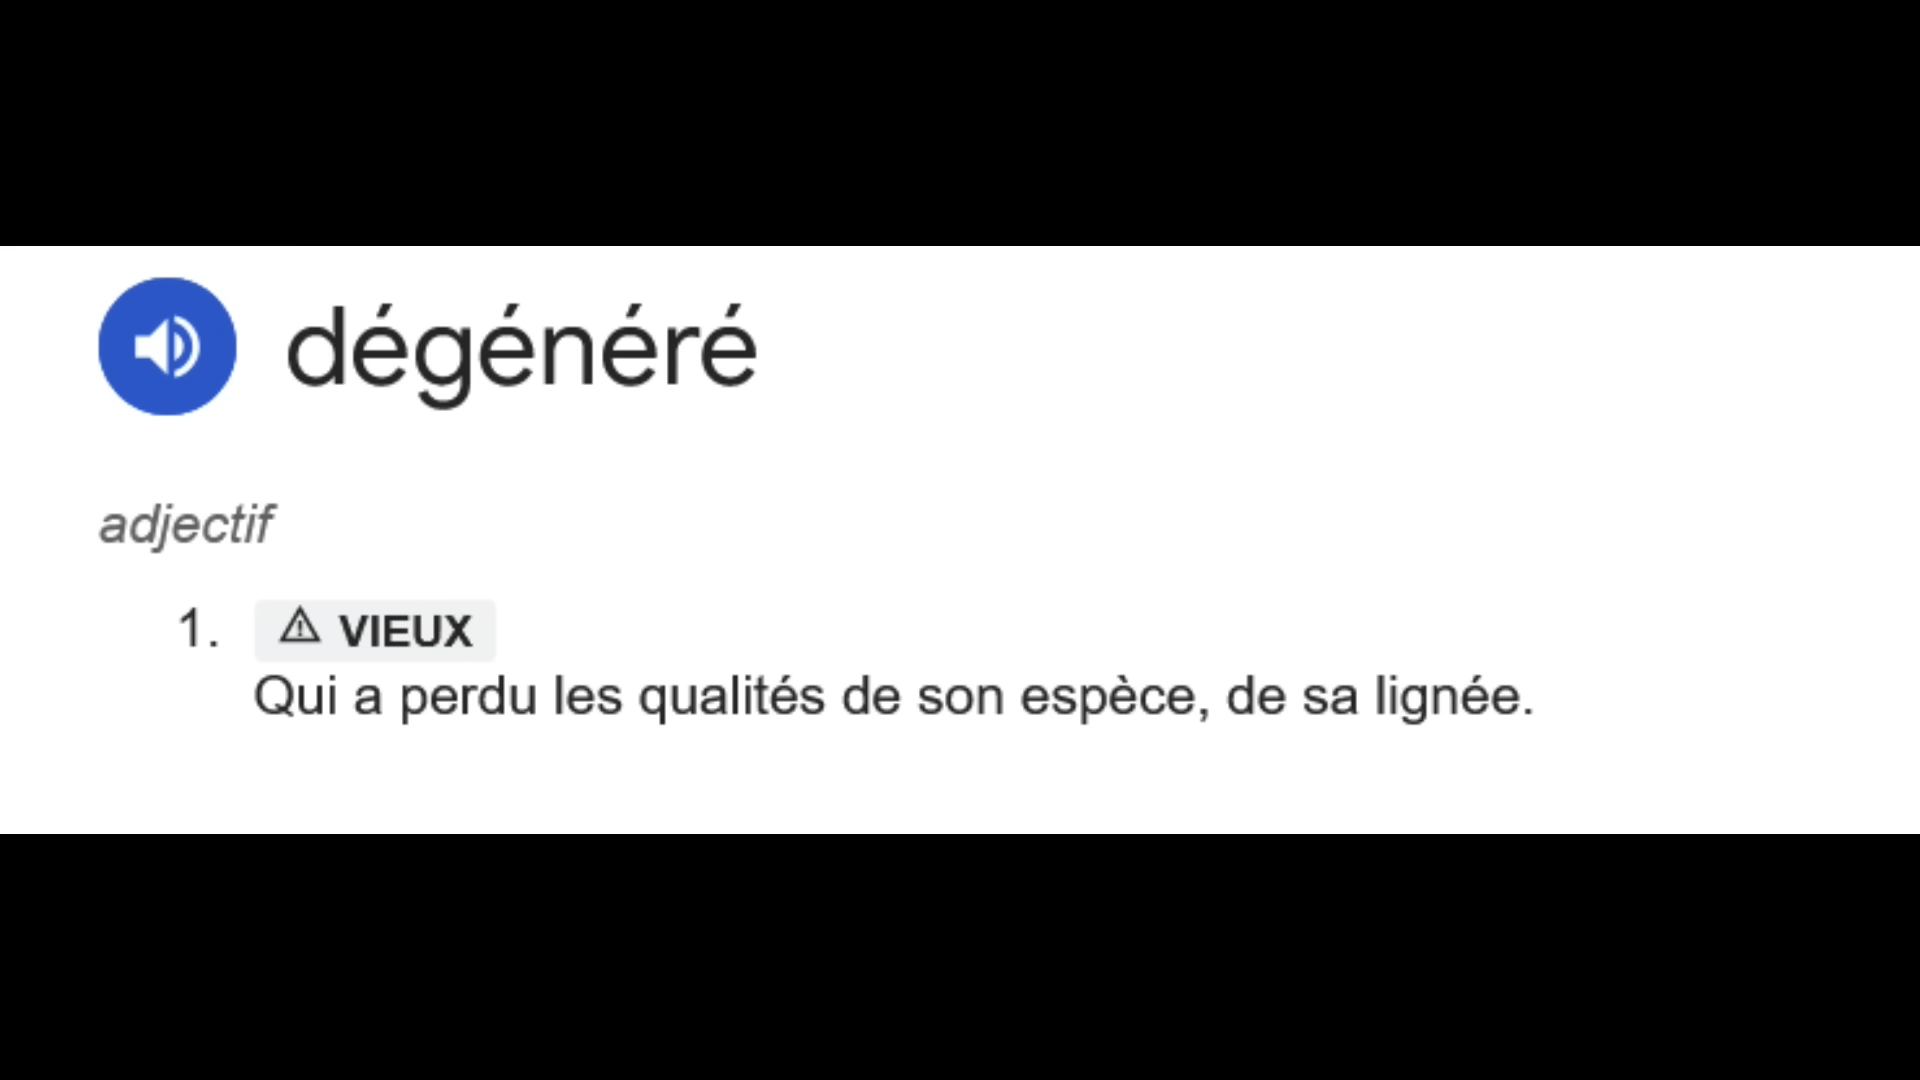 dégénéré
adjectif
1. ⚠ VIEUX
Qui a perdu les qualités de son espèce, de sa lignée.